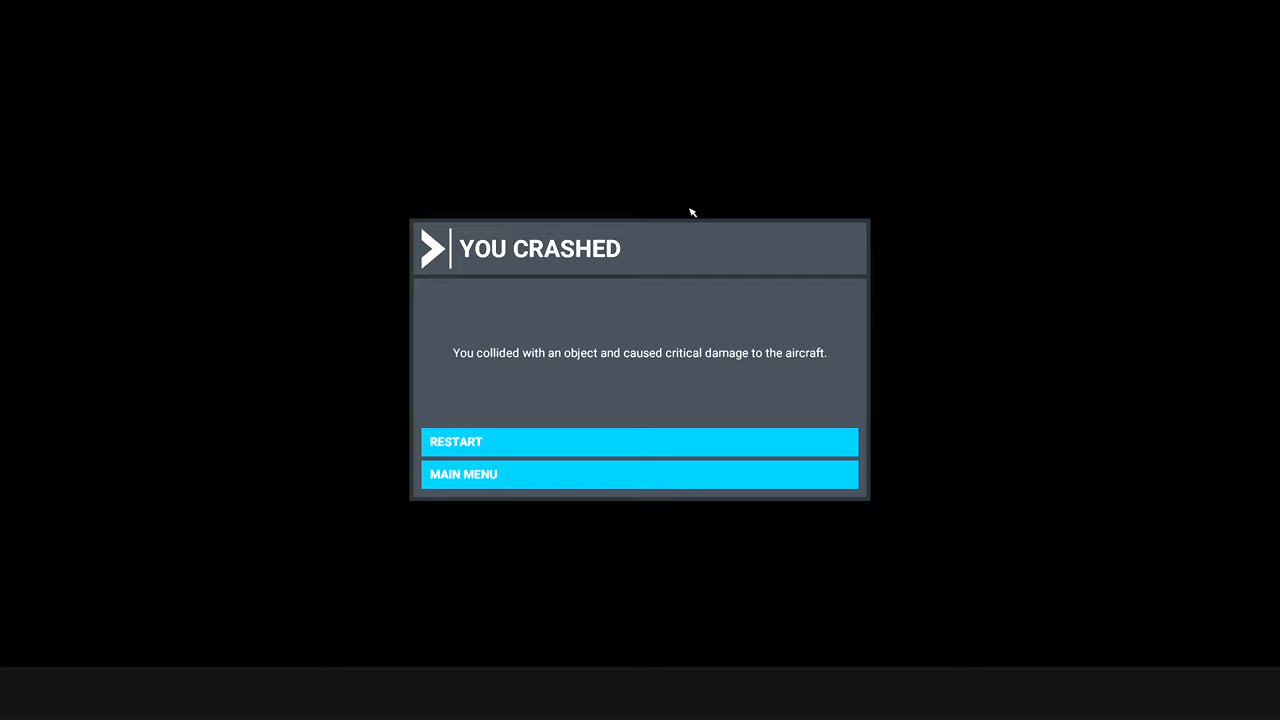 YOU CRASHED
You collided with an object and caused critical damage to the aircraft.
RESTART
MAIN MENU